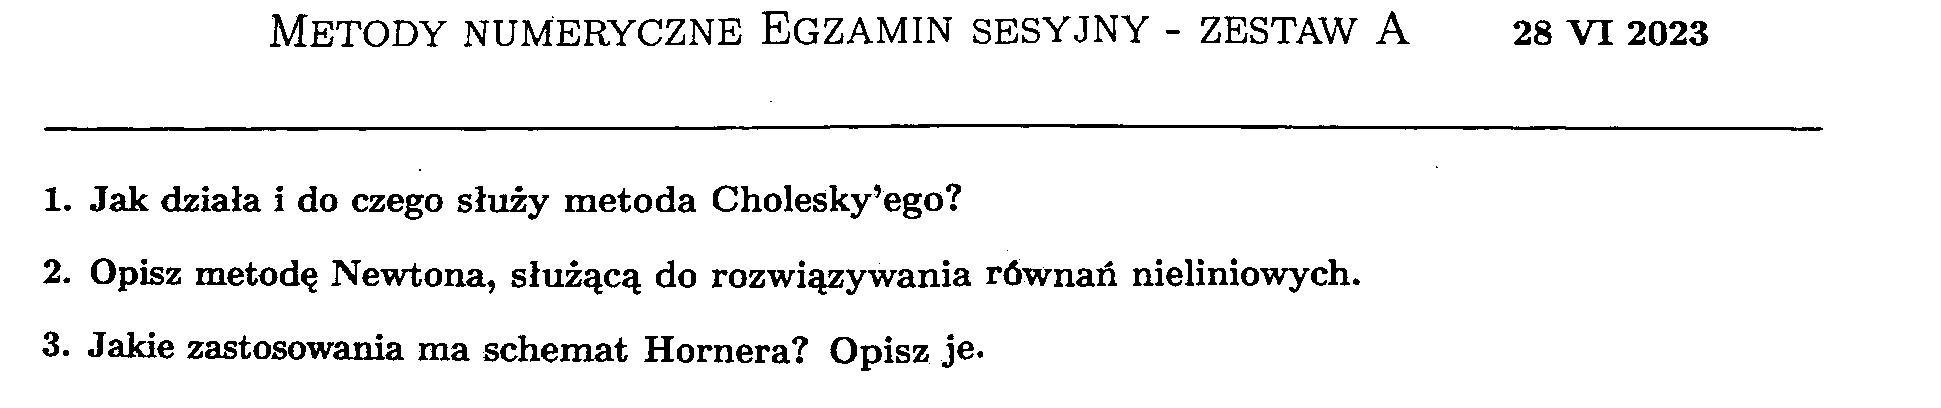 Metody numeryczne Egzamin sesyjny - zestaw A 28 VI 2023
1. Jak działa i do czego służy metoda Cholesky'ego?
2. Opisz metodę Newtona, służącą do rozwiązywania równań nieliniowych.
3. Jakie zastosowania ma schemat Hornera? Opisz je.